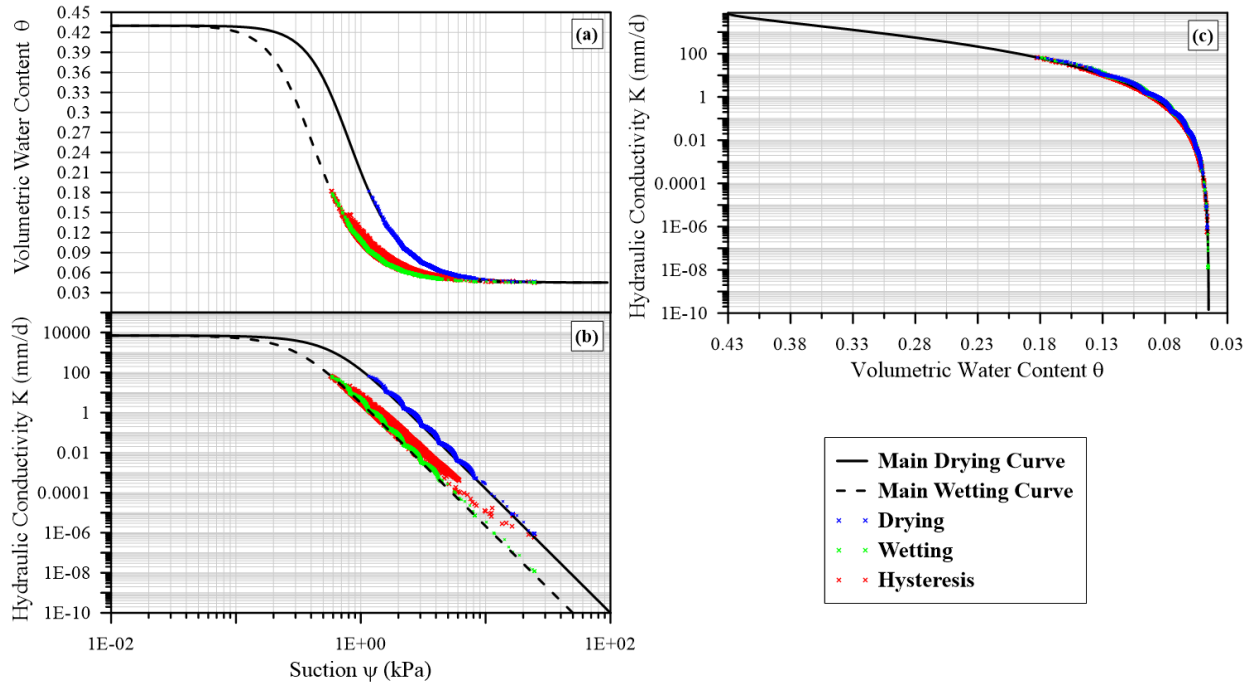 0.45
0.42
0.39
0.36
0.33
0.3
0.27
0.24
0.21
0.18
0.15
0.12
0.09
0.06
0.03
Volumetric Water Content θ
(a)
10000
100
1
0.01
0.0001
1E-06
1E-08
1E-10
Hydraulic Conductivity K (mm/d)
(b)
1E-02
1E+00
1E+02
Suction ψ (kPa)
100
1
0.01
0.0001
1E-06
1E-08
1E-10
Hydraulic Conductivity K (mm/d)
(c)
0.43 0.38 0.33 0.28 0.23 0.18 0.13 0.08 0.03
Volumetric Water Content θ
Main Drying Curve
Main Wetting Curve
Drying
Wetting
Hysteresis